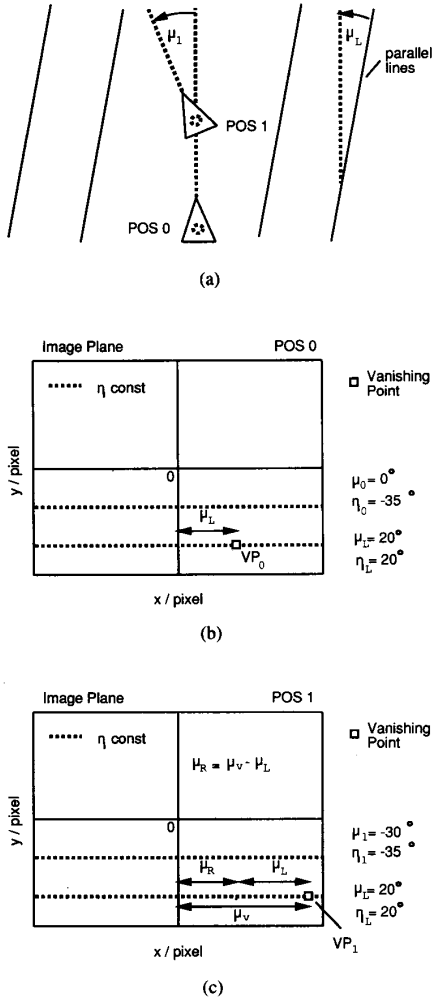 μ₁
μL
parallel
lines
POS 1
POS 0
(a)
Image Plane POS 0
η const
Vanishing
Point
y / pixel
0
μ₀ = 0°
η₀ = -35°
μL
μL = 20°
ηL = 20°
VP₀
x / pixel
(b)
Image Plane POS 1
η const
Vanishing
Point
μR = μv - μL
y / pixel
0
μ₁ = -30°
η₁ = -35°
μR μL
μL = 20°
ηL = 20°
μv
VP₁
x / pixel
(c)